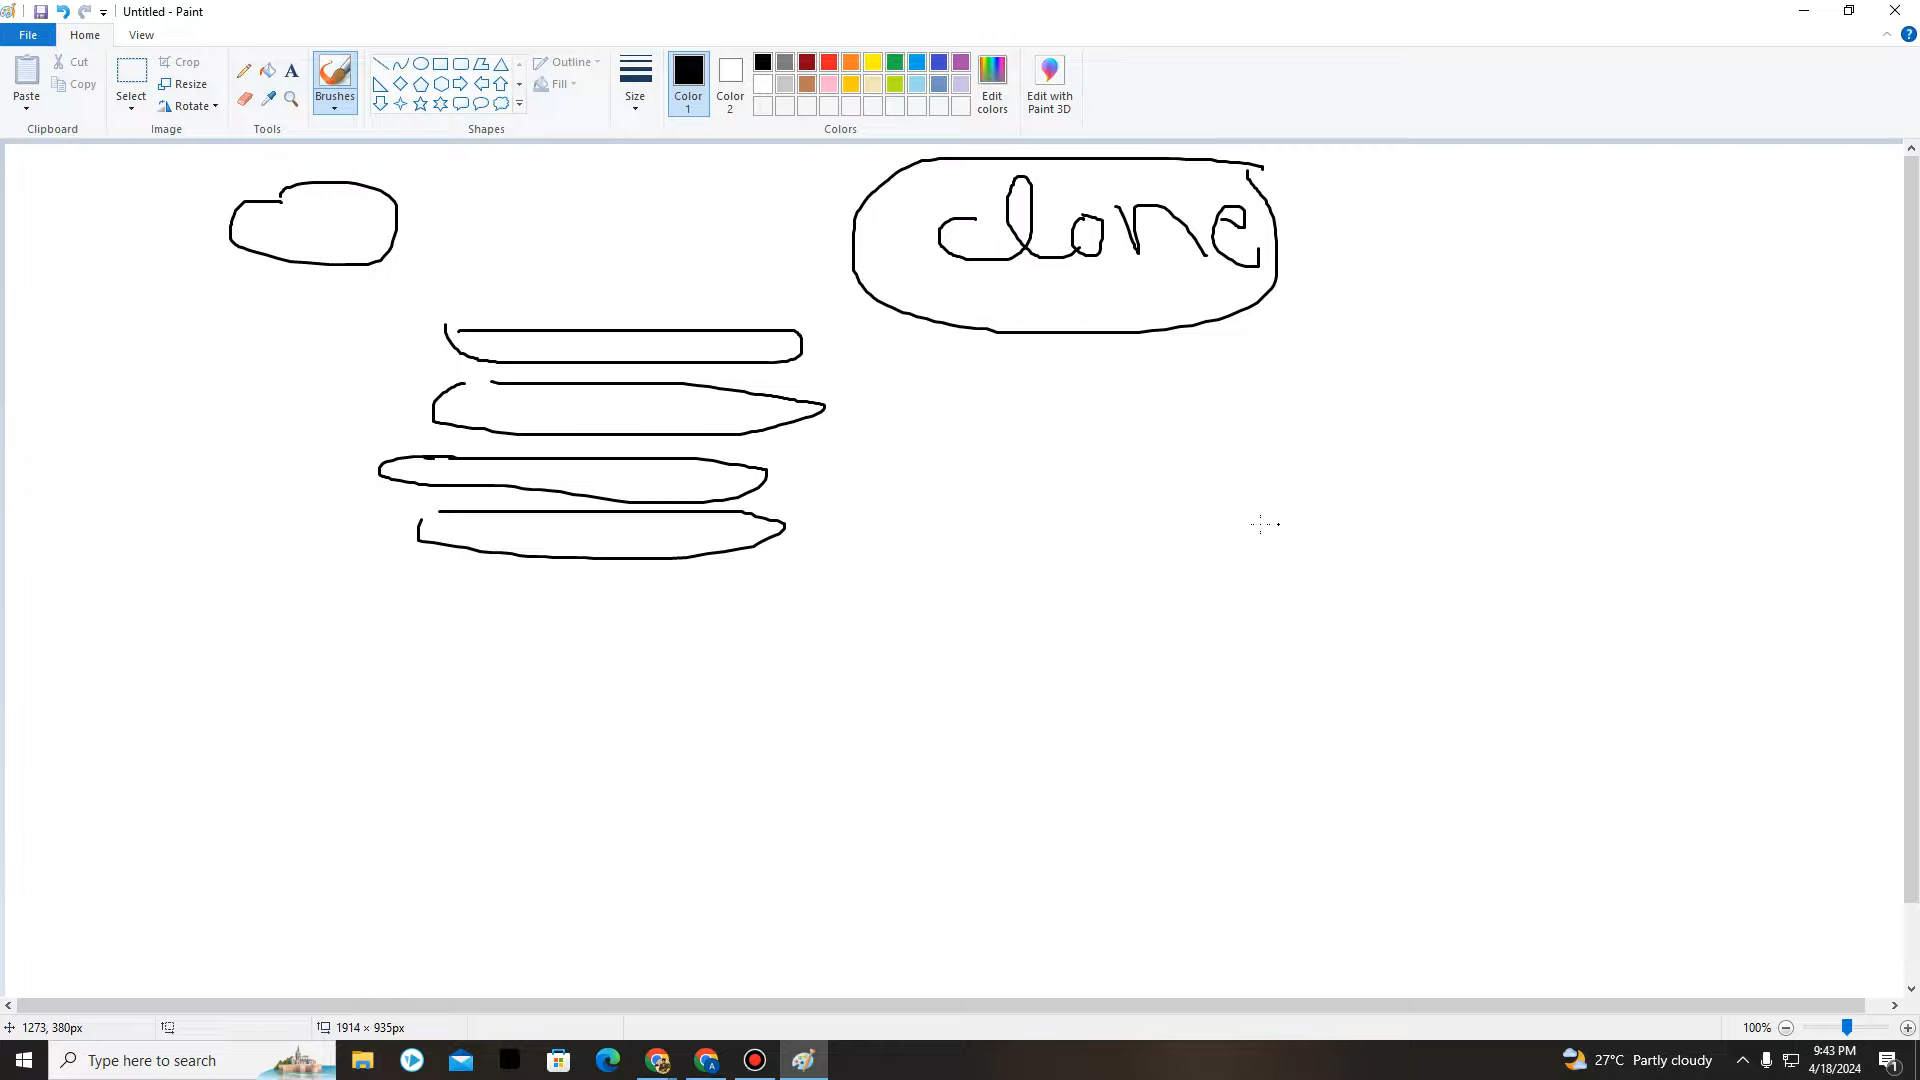 Untitled - Paint
File Home View
Paste
Cut
Copy
Clipboard
Select
Crop
Resize
Rotate
Image
A
Tools
Brushes
Shapes
Outline
Fill
Size
Color 1
Color 2
Colors
Edit colors
Edit with Paint 3D
clone
1273, 380px
1914 × 935px
100%
Type here to search
27°C Partly cloudy
9:43 PM
4/18/2024
1